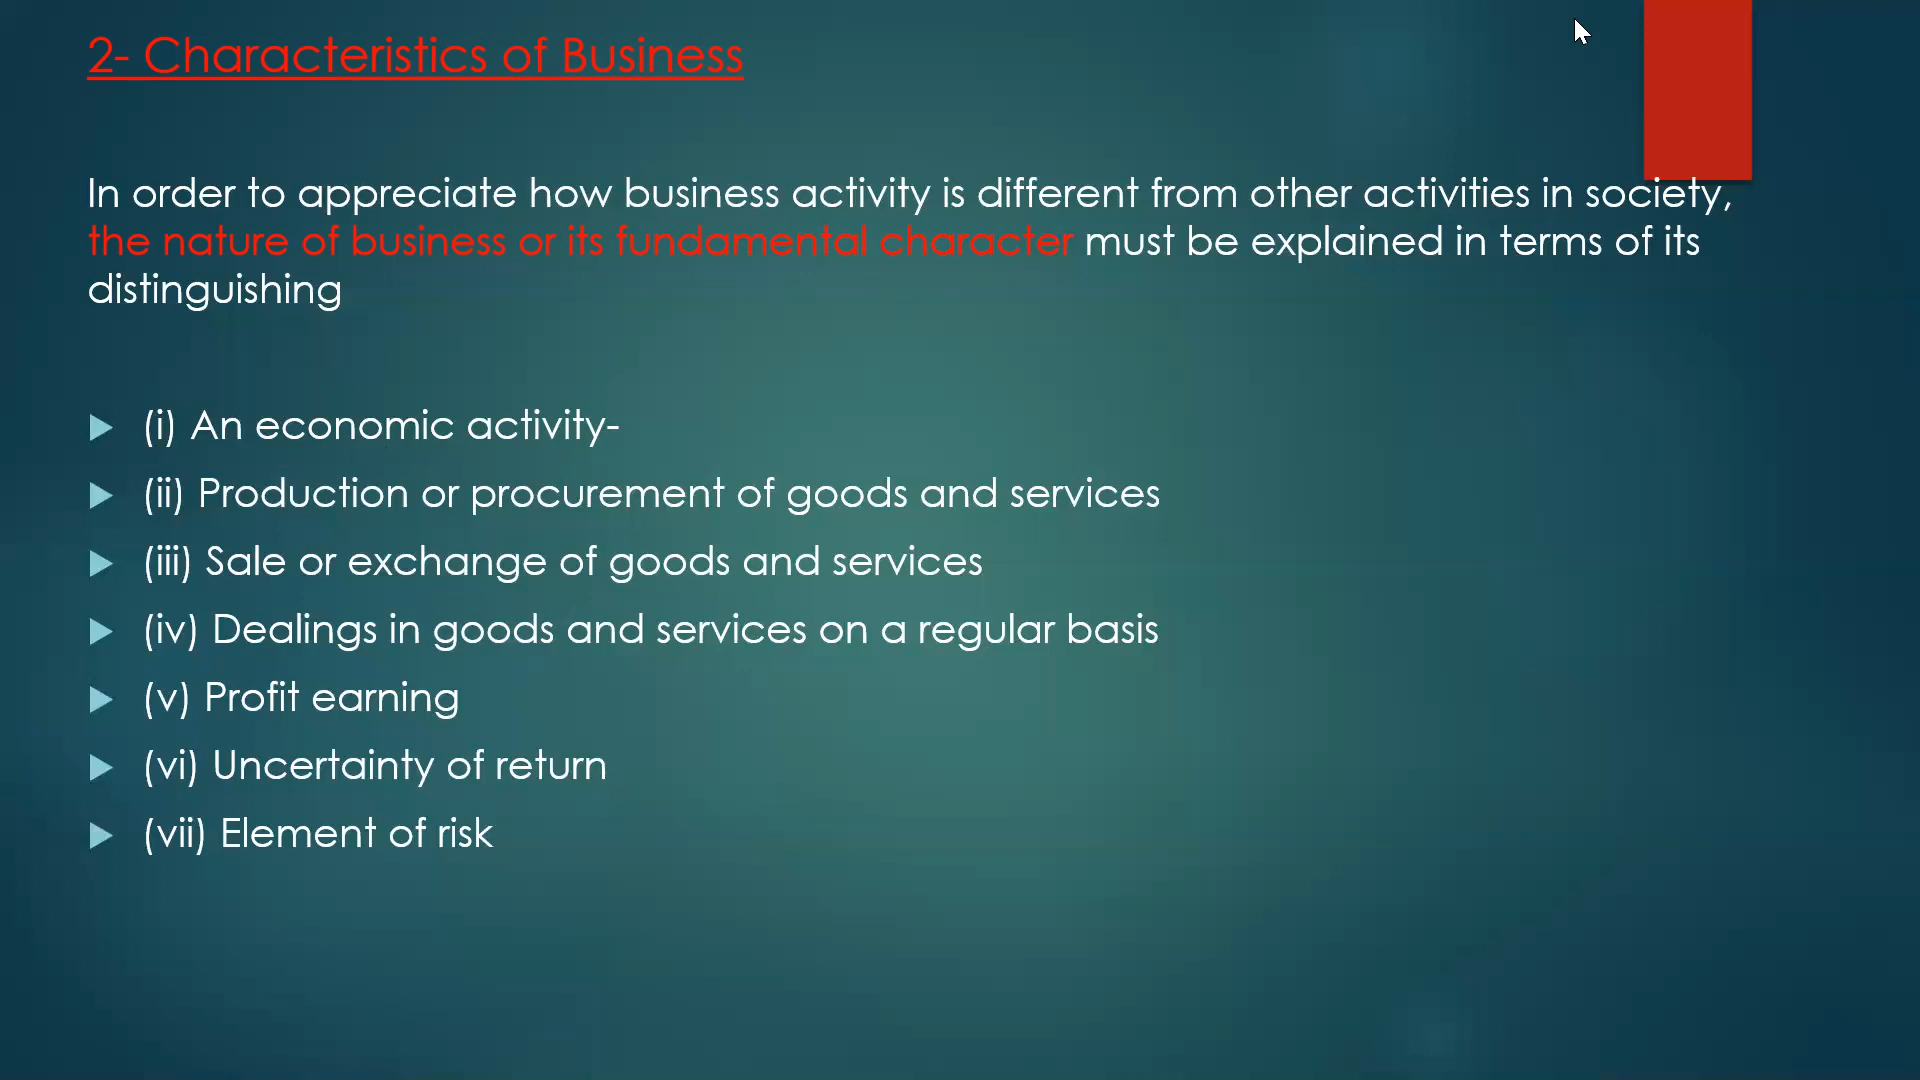 2- Characteristics of Business
In order to appreciate how business activity is different from other activities in society,
the nature of business or its fundamental character must be explained in terms of its
distinguishing
(i) An economic activity-
(ii) Production or procurement of goods and services
(iii) Sale or exchange of goods and services
(iv) Dealings in goods and services on a regular basis
(v) Profit earning
(vi) Uncertainty of return
(vii) Element of risk